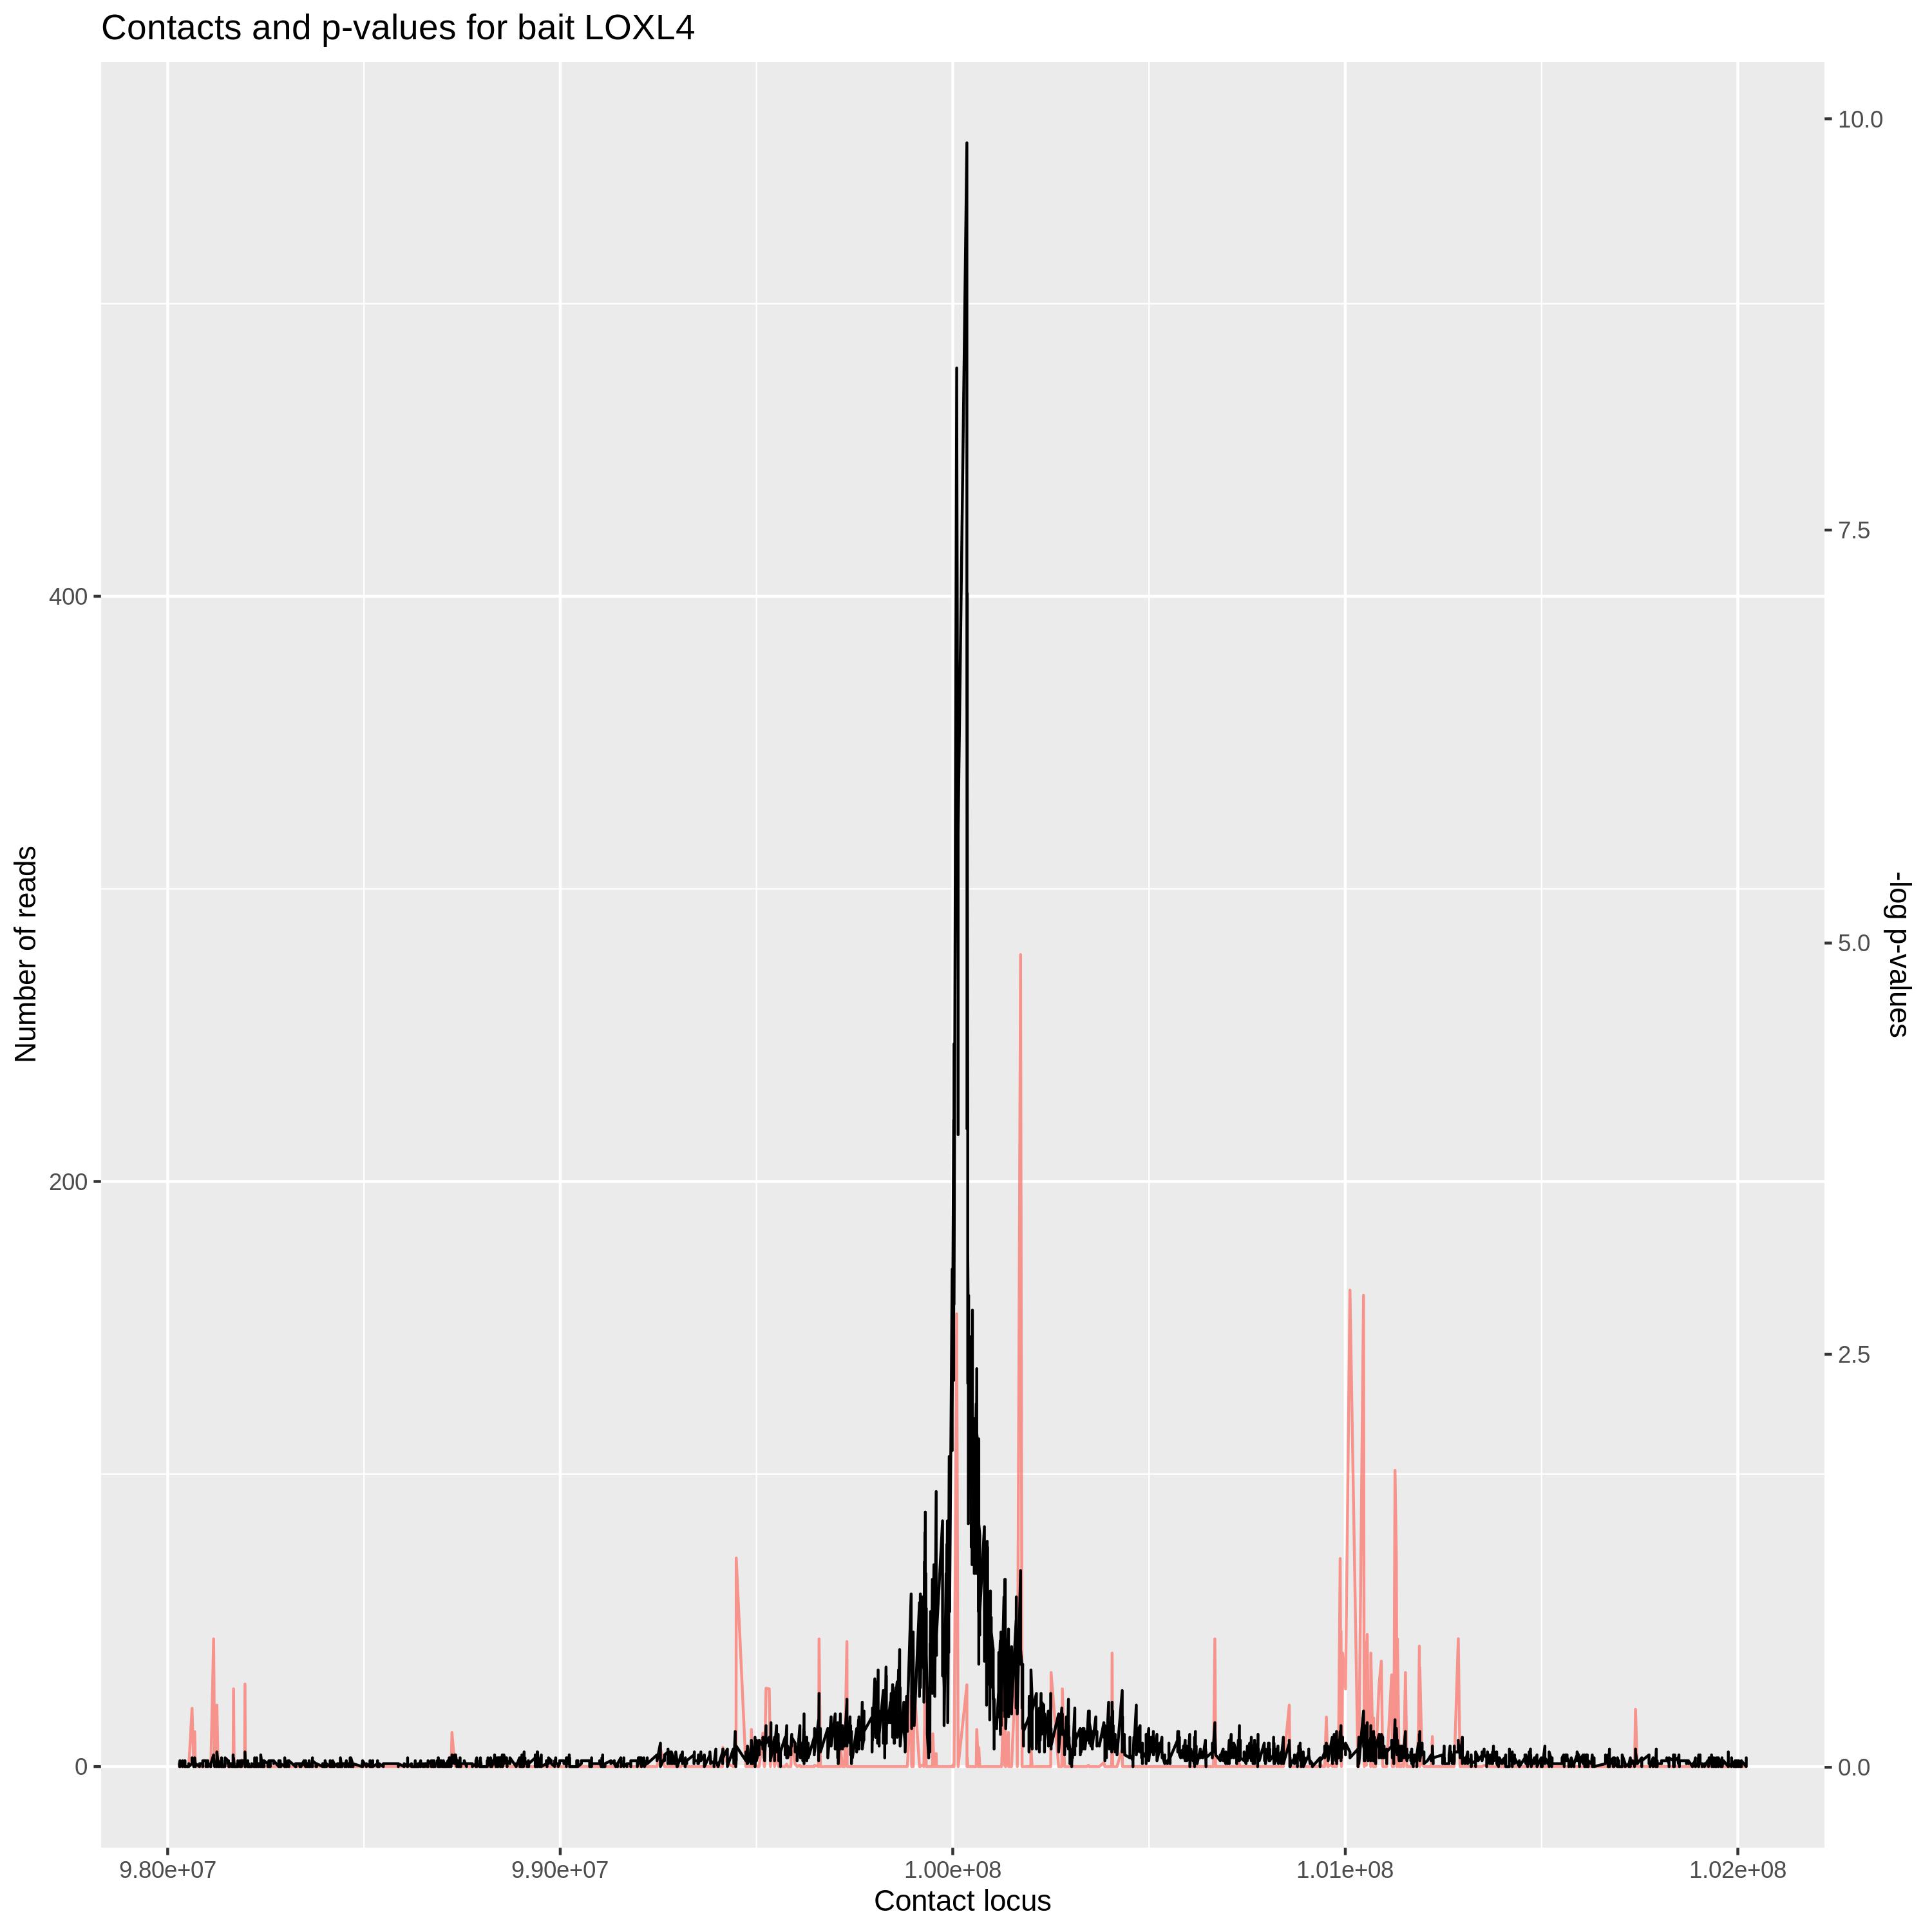 Contacts and p-values for bait LOXL4
10.0
7.5
400
Number of reads
5.0
-log p-values
200
2.5
0
0.0
9.80e+07 9.90e+07 1.00e+08 1.01e+08 1.02e+08
Contact locus